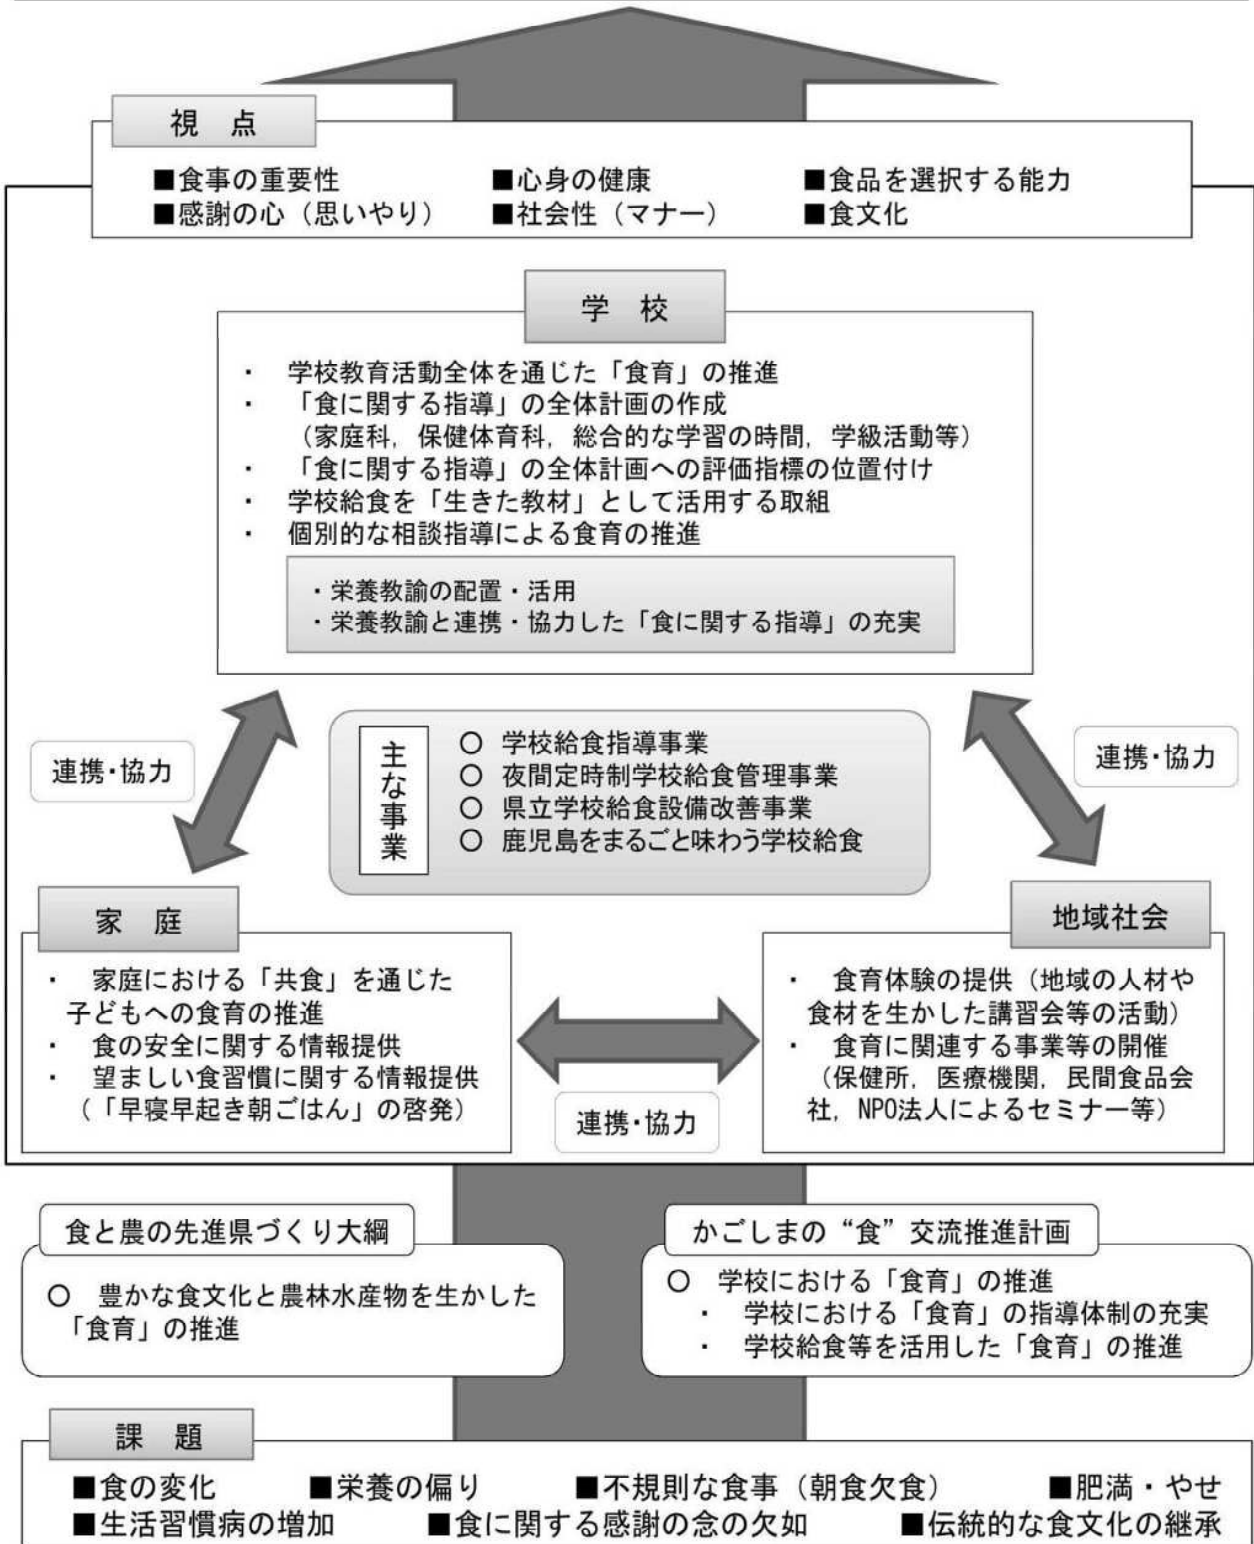 視　点
■食事の重要性　■心身の健康　■食品を選択する能力
■感謝の心（思いやり）　■社会性（マナー）　■食文化
学　校
・　学校教育活動全体を通じた「食育」の推進
・　「食に関する指導」の全体計画の作成
（家庭科，保健体育科，総合的な学習の時間，学級活動等）
・　「食に関する指導」の全体計画への評価指標の位置付け
・　学校給食を「生きた教材」として活用する取組
・　個別的な相談指導による食育の推進
・栄養教諭の配置・活用
・栄養教諭と連携・協力した「食に関する指導」の充実
連携・協力
主な事業
○　学校給食指導事業
○　夜間定時制学校給食管理事業
○　県立学校給食設備改善事業
○　鹿児島をまるごと味わう学校給食
連携・協力
家　庭
・　家庭における「共食」を通じた
子どもへの食育の推進
・　食の安全に関する情報提供
・　望ましい食習慣に関する情報提供
（「早寝早起き朝ごはん」の啓発）
連携・協力
地域社会
・　食育体験の提供（地域の人材や
食材を生かした講習会等の活動）
・　食育に関連する事業等の開催
（保健所，医療機関，民間食品会
社，NPO法人によるセミナー等）
食と農の先進県づくり大綱
○　豊かな食文化と農林水産物を生かした
「食育」の推進
かごしまの“食”交流推進計画
○　学校における「食育」の推進
・　学校における「食育」の指導体制の充実
・　学校給食等を活用した「食育」の推進
課　題
■食の変化　■栄養の偏り　■不規則な食事（朝食欠食）　■肥満・やせ
■生活習慣病の増加　■食に関する感謝の念の欠如　■伝統的な食文化の継承